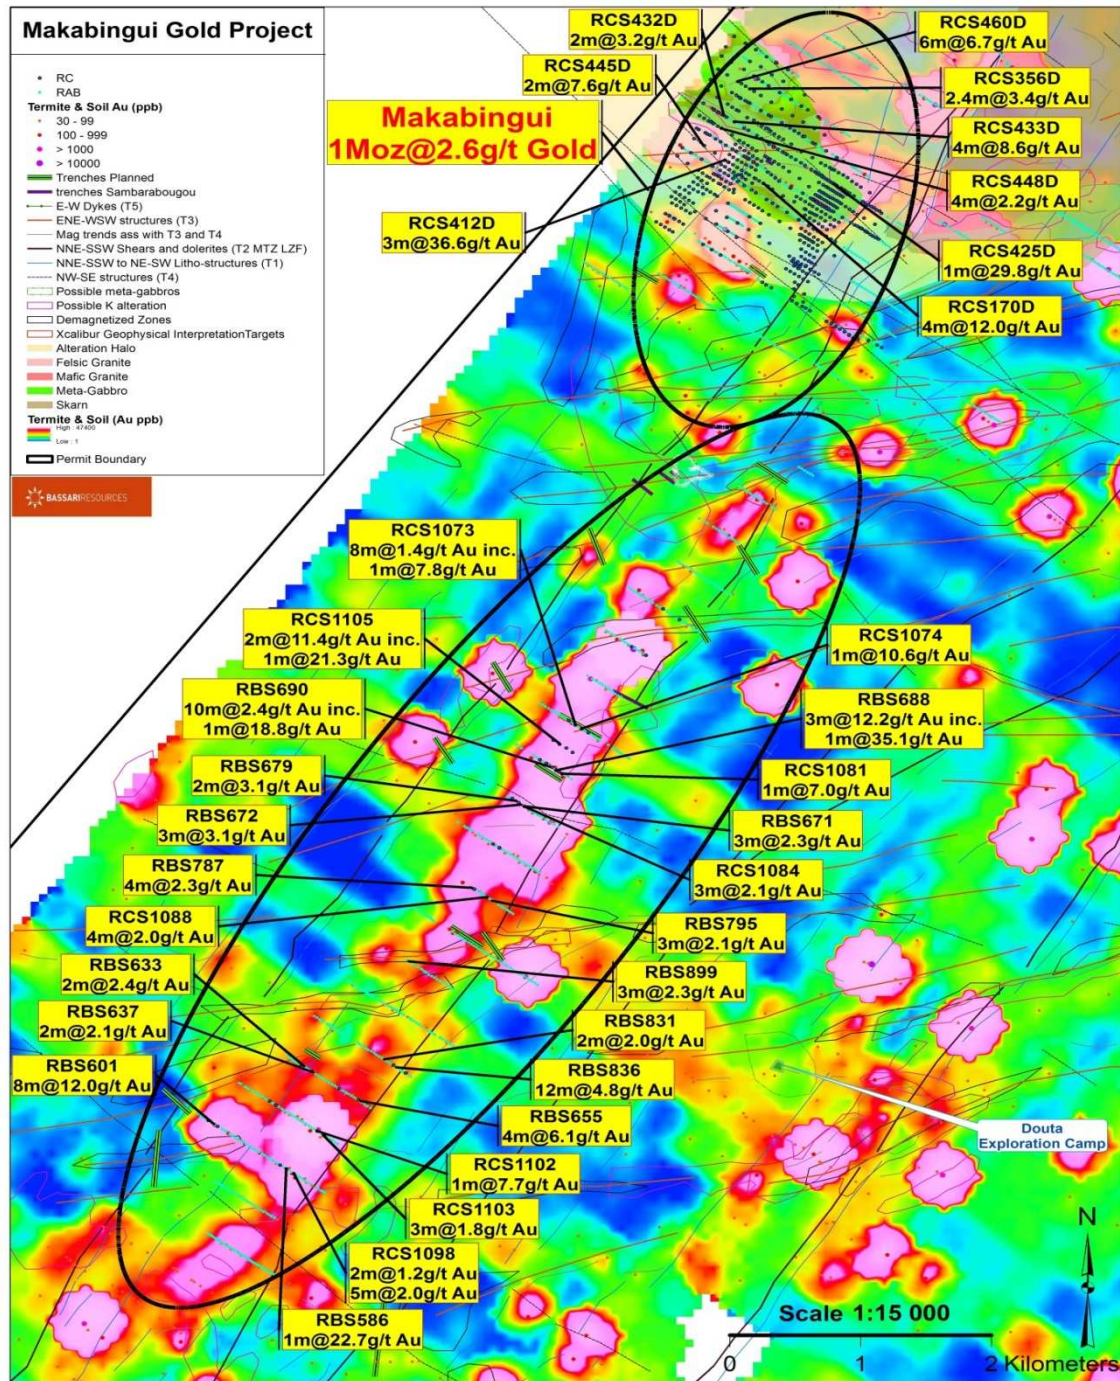 Makabingui Gold Project
RC
RAB
Termite & Soil Au (ppb)
30 - 99
100 - 999
> 1000
> 10000
Trenches Planned
trenches Sambarabougou
E-W Dykes (T5)
ENE-WSW structures (T3)
Mag trends ass with T3 and T4
NNE-SSW Shears and dolerites (T2 MTZ LZF)
NNE-SSW to NE-SW Litho-structures (T1)
NW-SE structures (T4)
Possible meta-gabbros
Possible K alteration
Demagnetized Zones
Xcalibur Geophysical InterpretationTargets
Alteration Halo
Felsic Granite
Mafic Granite
Meta-Gabbro
Skarn
Termite & Soil (Au ppb)
High : 47400
Low : 1
Permit Boundary
BASSARIRESOURCES
RCS432D
2m@3.2g/t Au
RCS460D
6m@6.7g/t Au
RCS445D
2m@7.6g/t Au
RCS356D
2.4m@3.4g/t Au
Makabingui
1Moz@2.6g/t Gold
RCS433D
4m@8.6g/t Au
RCS448D
4m@2.2g/t Au
RCS412D
3m@36.6g/t Au
RCS425D
1m@29.8g/t Au
RCS170D
4m@12.0g/t Au
RCS1073
8m@1.4g/t Au inc.
1m@7.8g/t Au
RCS1105
2m@11.4g/t Au inc.
1m@21.3g/t Au
RCS1074
1m@10.6g/t Au
RBS690
10m@2.4g/t Au inc.
1m@18.8g/t Au
RBS688
3m@12.2g/t Au inc.
1m@35.1g/t Au
RBS679
2m@3.1g/t Au
RCS1081
1m@7.0g/t Au
RBS672
3m@3.1g/t Au
RBS671
3m@2.3g/t Au
RBS787
4m@2.3g/t Au
RCS1084
3m@2.1g/t Au
RCS1088
4m@2.0g/t Au
RBS795
3m@2.1g/t Au
RBS633
2m@2.4g/t Au
RBS899
3m@2.3g/t Au
RBS637
2m@2.1g/t Au
RBS831
2m@2.0g/t Au
RBS601
8m@12.0g/t Au
RBS836
12m@4.8g/t Au
RBS655
4m@6.1g/t Au
Douta
Exploration Camp
RCS1102
1m@7.7g/t Au
RCS1103
3m@1.8g/t Au
RCS1098
2m@1.2g/t Au
5m@2.0g/t Au
RBS586
1m@22.7g/t Au
N
Scale 1:15 000
0 1 2 Kilometers